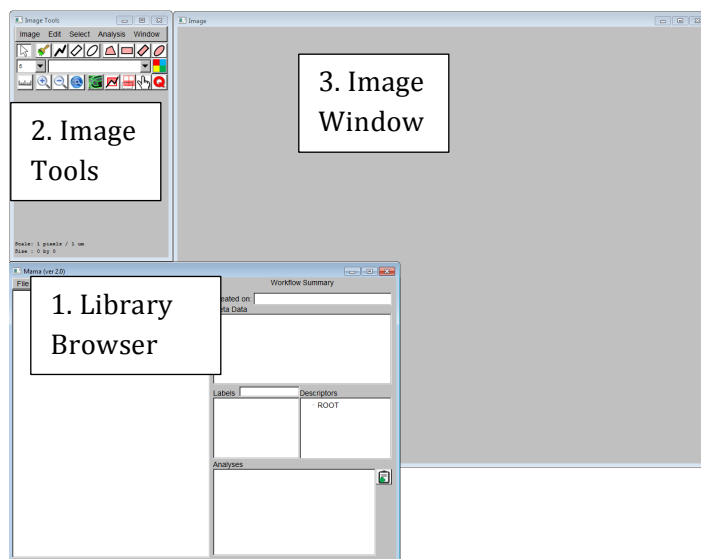 Image Tools
Image
Image Edit Select Analysis Window
6
3. Image
Window
2. Image
Tools
Scale: 1 pixels / 1 um
Size : 0 by 0
Mama (ver 2.0)
File
Workflow Summary
1. Library
Browser
eated on:
eta Data
Labels
Descriptors
ROOT
Analyses